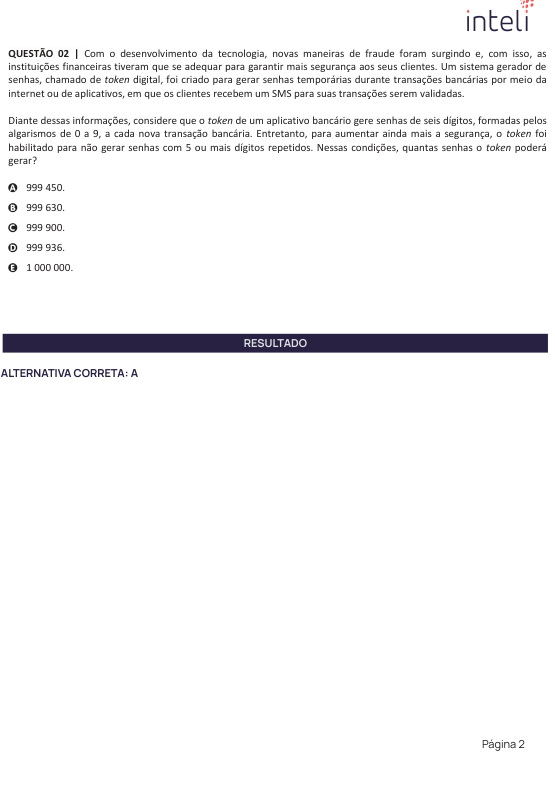 inteli
QUESTÃO 02 | Com o desenvolvimento da tecnologia, novas maneiras de fraude foram surgindo e, com isso, as
instituições financeiras tiveram que se adequar para garantir mais segurança aos seus clientes. Um sistema gerador de
senhas, chamado de token digital, foi criado para gerar senhas temporárias durante transações bancárias por meio da
internet ou de aplicativos, em que os clientes recebem um SMS para suas transações serem validadas.
Diante dessas informações, considere que o token de um aplicativo bancário gere senhas de seis dígitos, formadas pelos
algarismos de 0 a 9, a cada nova transação bancária. Entretanto, para aumentar ainda mais a segurança, o token foi
habilitado para não gerar senhas com 5 ou mais dígitos repetidos. Nessas condições, quantas senhas o token poderá
gerar?
A 999 450.
B 999 630.
C 999 900.
D 999 936.
E 1 000 000.
RESULTADO
ALTERNATIVA CORRETA: A
Página 2